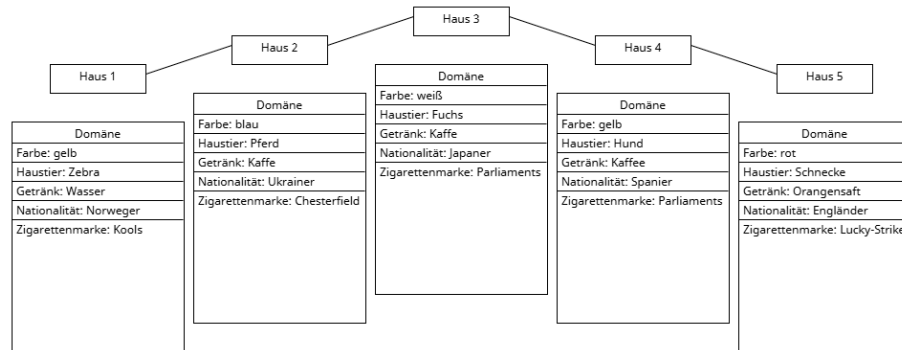 Haus 3
Haus 2
Haus 4
Haus 1
Haus 5
Domäne
Farbe: gelb
Haustier: Zebra
Getränk: Wasser
Nationalität: Norweger
Zigarettenmarke: Kools
Domäne
Farbe: blau
Haustier: Pferd
Getränk: Kaffe
Nationalität: Ukrainer
Zigarettenmarke: Chesterfield
Domäne
Farbe: weiß
Haustier: Fuchs
Getränk: Kaffe
Nationalität: Japaner
Zigarettenmarke: Parliaments
Domäne
Farbe: gelb
Haustier: Hund
Getränk: Kaffee
Nationalität: Spanier
Zigarettenmarke: Parliaments
Domäne
Farbe: rot
Haustier: Schnecke
Getränk: Orangensaft
Nationalität: Engländer
Zigarettenmarke: Lucky-Strike